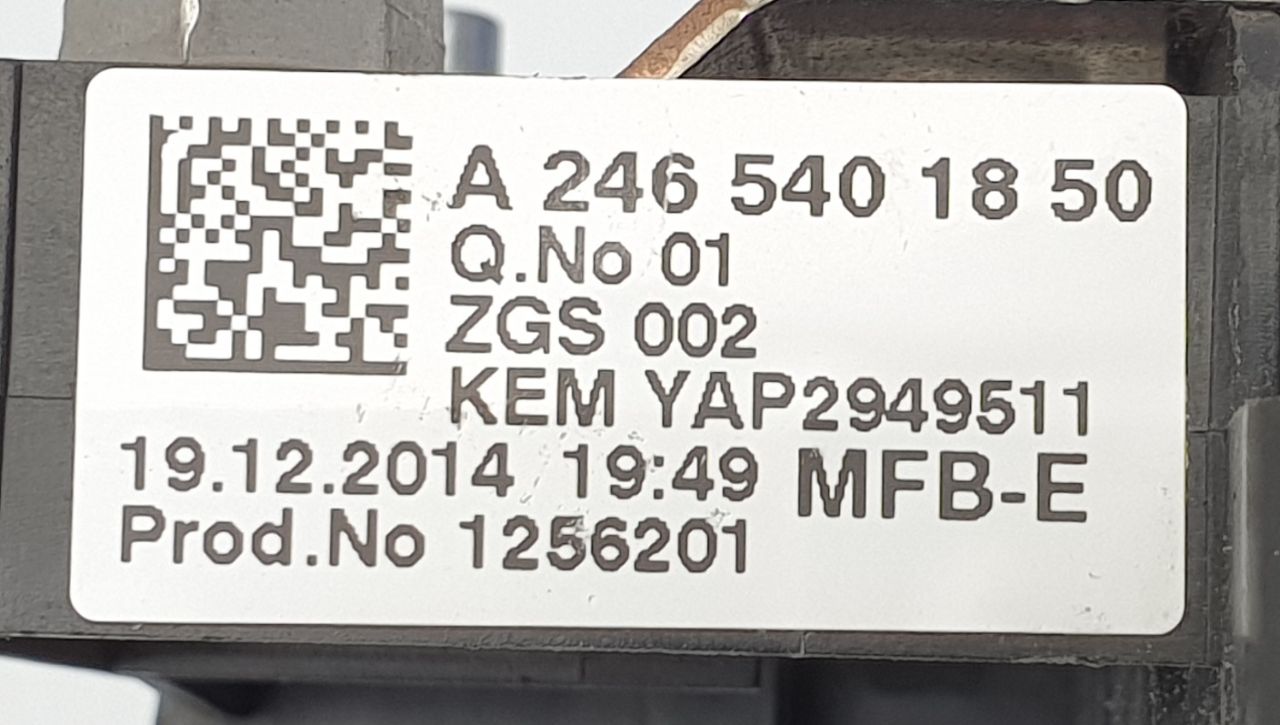 A 246 540 18 50
Q.No 01
ZGS 002
KEM YAP2949511
19.12.2014 19:49 MFB-E
Prod.No 1256201